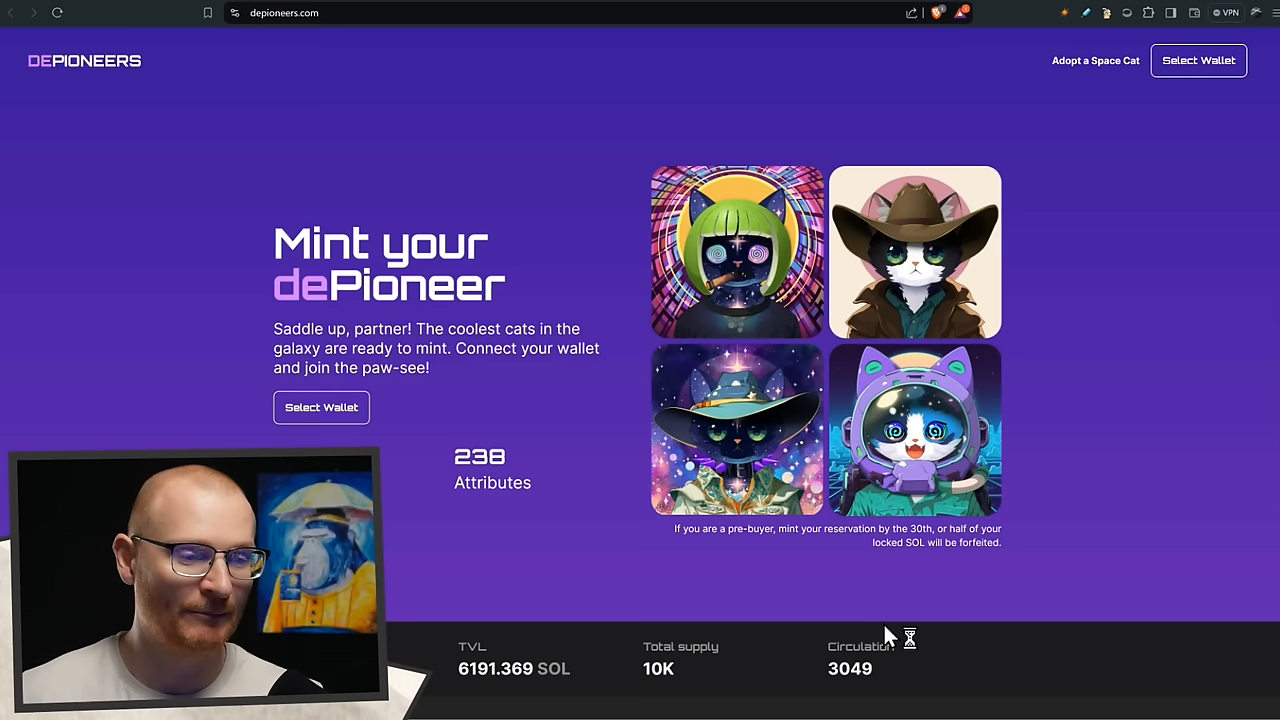 depioneers.com
VPN
DEPIONEERS
Adopt a Space Cat
Select Wallet
Mint your
dePioneer
Saddle up, partner! The coolest cats in the
galaxy are ready to mint. Connect your wallet
and join the paw-see!
Select Wallet
238
Attributes
If you are a pre-buyer, mint your reservation by the 30th, or half of your
locked SOL will be forfeited.
TVL
6191.369 SOL
Total supply
10K
Circulation
3049